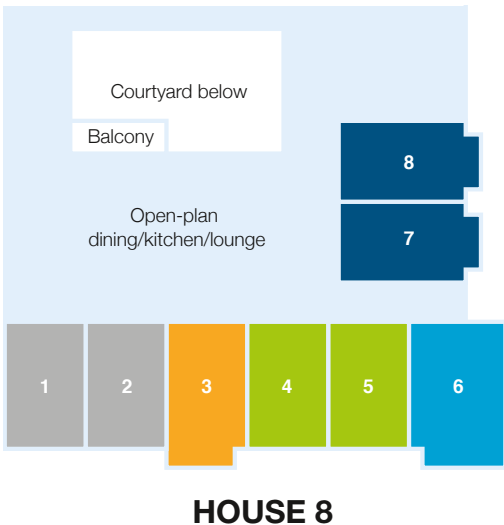 Courtyard below
Balcony
8
Open-plan
dining/kitchen/lounge
7
1 2 3 4 5 6
HOUSE 8